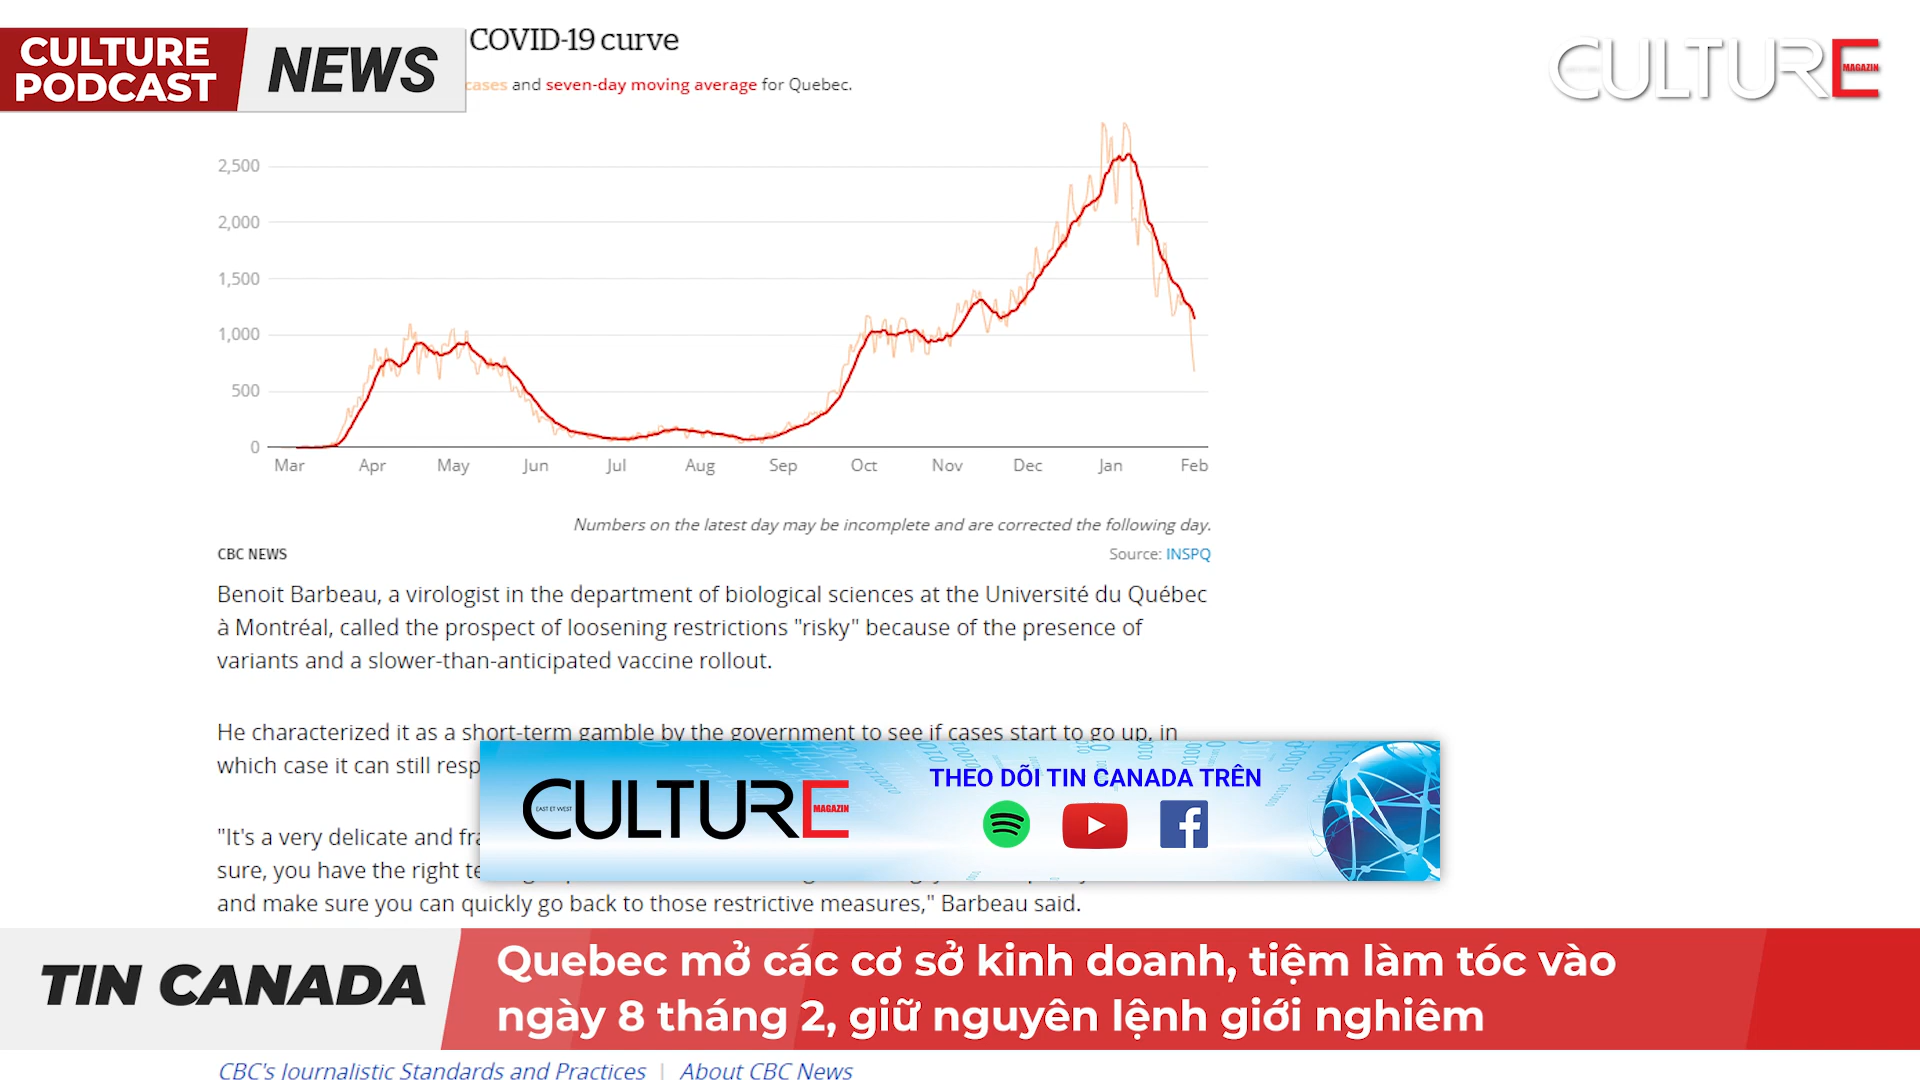 CULTURE
PODCAST
NEWS
COVID-19 curve
cases and seven-day moving average for Quebec.
CULTURE
MAGAZIN
2,500
2,000
1,500
1,000
500
0
Mar Apr May Jun Jul Aug Sep Oct Nov Dec Jan Feb
Numbers on the latest day may be incomplete and are corrected the following day.
CBC NEWS
Source: INSPQ
Benoit Barbeau, a virologist in the department of biological sciences at the Université du Québec
à Montréal, called the prospect of loosening restrictions "risky" because of the presence of
variants and a slower-than-anticipated vaccine rollout.
He characterized it as a short-term gamble by the government to see if cases start to go up, in
which case it can still resp
"It's a very delicate and fra
sure, you have the right te
and make sure you can quickly go back to those restrictive measures," Barbeau said.
EAST ET WEST
CULTURE
MAGAZIN
THEO DÕI TIN CANADA TRÊN
TIN CANADA
Quebec mở các cơ sở kinh doanh, tiệm làm tóc vào
ngày 8 tháng 2, giữ nguyên lệnh giới nghiêm
CBC's Journalistic Standards and Practices | About CBC News